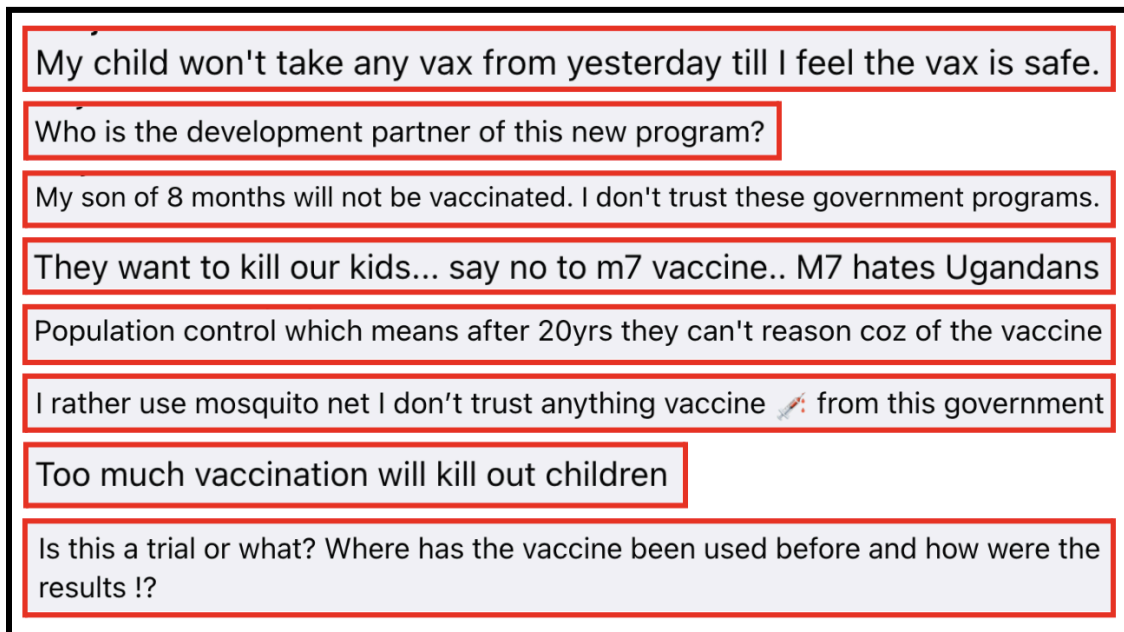 My child won't take any vax from yesterday till I feel the vax is safe.
Who is the development partner of this new program?
My son of 8 months will not be vaccinated. I don't trust these government programs.
They want to kill our kids... say no to m7 vaccine.. M7 hates Ugandans
Population control which means after 20yrs they can't reason coz of the vaccine
I rather use mosquito net I don’t trust anything vaccine 💉 from this government
Too much vaccination will kill out children
Is this a trial or what? Where has the vaccine been used before and how were the
results !?